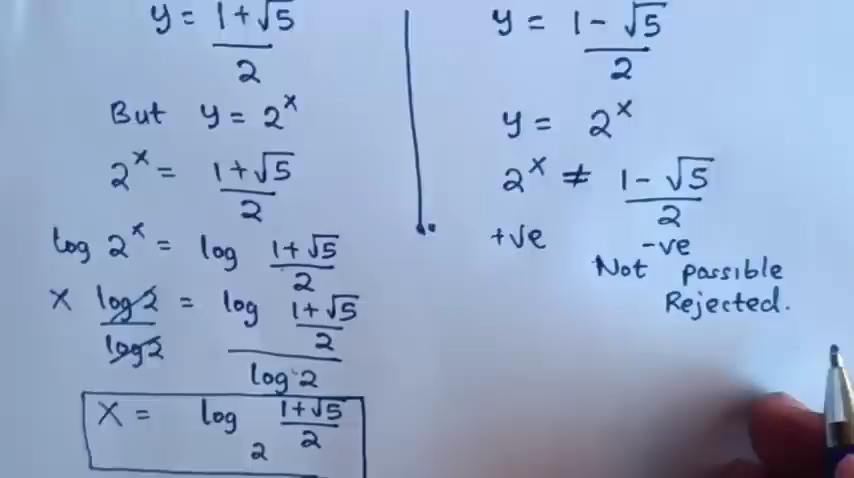 y = 1+√5/2
But y = 2^x
2^x = 1+√5/2
log 2^x = log 1+√5/2
x log2/log2 = log 1+√5/2 / log 2
x = log_2 1+√5/2
y = 1-√5/2
y = 2^x
2^x ≠ 1-√5/2
+ve -ve
Not possible
Rejected.